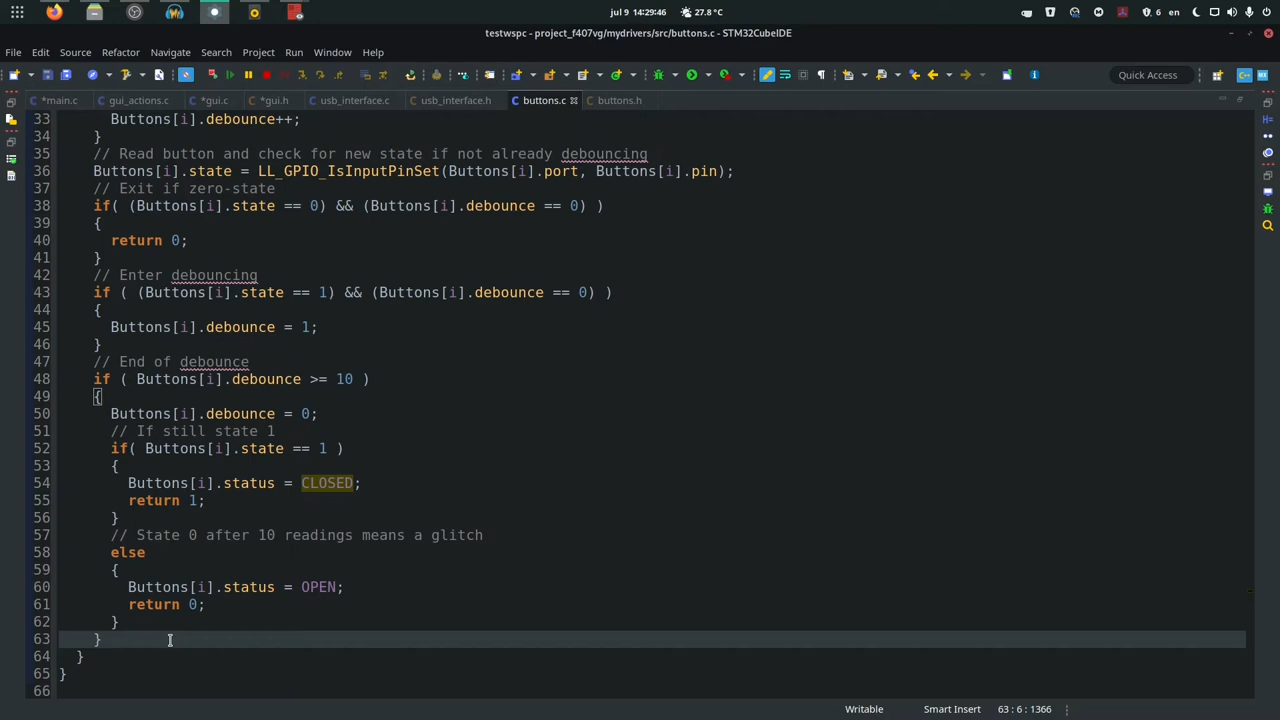 jul 9 14:29:46
27.8 °C
6
en
testwspc - project_f407vg/mydrivers/src/buttons.c - STM32CubeIDE
File Edit Source Refactor Navigate Search Project Run Window Help
Quick Access
*main.c gui_actions.c *gui.c *gui.h usb_interface.c usb_interface.h buttons.c buttons.h
33 Buttons[i].debounce++;
34 }
35 // Read button and check for new state if not already debouncing
36 Buttons[i].state = LL_GPIO_IsInputPinSet(Buttons[i].port, Buttons[i].pin);
37 // Exit if zero-state
38 if( (Buttons[i].state == 0) && (Buttons[i].debounce == 0) )
39 {
40 return 0;
41 }
42 // Enter debouncing
43 if ( (Buttons[i].state == 1) && (Buttons[i].debounce == 0) )
44 {
45 Buttons[i].debounce = 1;
46 }
47 // End of debounce
48 if ( Buttons[i].debounce >= 10 )
49 {
50 Buttons[i].debounce = 0;
51 // If still state 1
52 if( Buttons[i].state == 1 )
53 {
54 Buttons[i].status = CLOSED;
55 return 1;
56 }
57 // State 0 after 10 readings means a glitch
58 else
59 {
60 Buttons[i].status = OPEN;
61 return 0;
62 }
63 }
64 }
65 }
66
Writable Smart Insert 63 : 6 : 1366